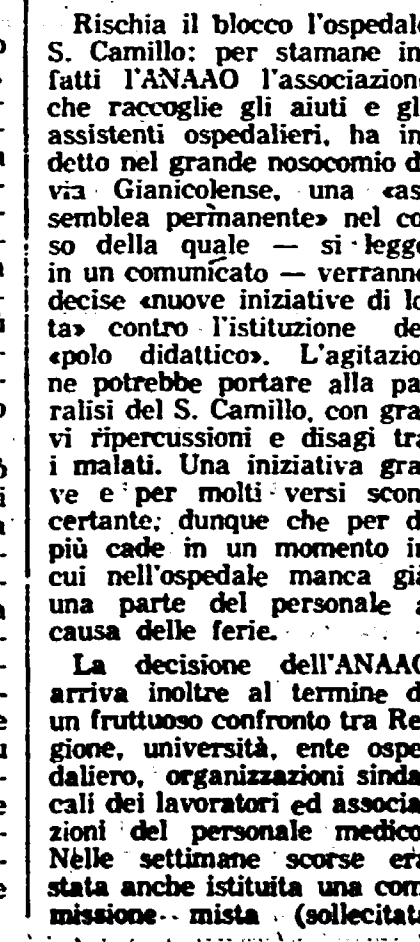 Rischia il blocco l'ospedale
S. Camillo: per stamane in
fatti l'ANAAO l'associazione
che raccoglie gli aiuti e gl
assistenti ospedalieri, ha in
detto nel grande nosocomio d
via Gianicolense, una «as
semblea permanente» nel co
so della quale — si legge
in un comunicato — verranno
decise «nuove iniziative di lo
ta» contro l'istituzione de
«polo didattico». L'agitazio
ne potrebbe portare alla pa
ralisi del S. Camillo, con gra
vi ripercussioni e disagi tra
i malati. Una iniziativa gra
ve e per molti versi scon
certante, dunque che per d
più cade in un momento in
cui nell'ospedale manca già
una parte del personale a
causa delle ferie.
La decisione dell'ANAAO
arriva inoltre al termine d
un fruttuoso confronto tra Re
gione, università, ente ospe
daliero, organizzazioni sinda
cali dei lavoratori ed associa
zioni del personale medico
Nelle settimane scorse era
stata anche istituita una com
missione mista (sollecitata